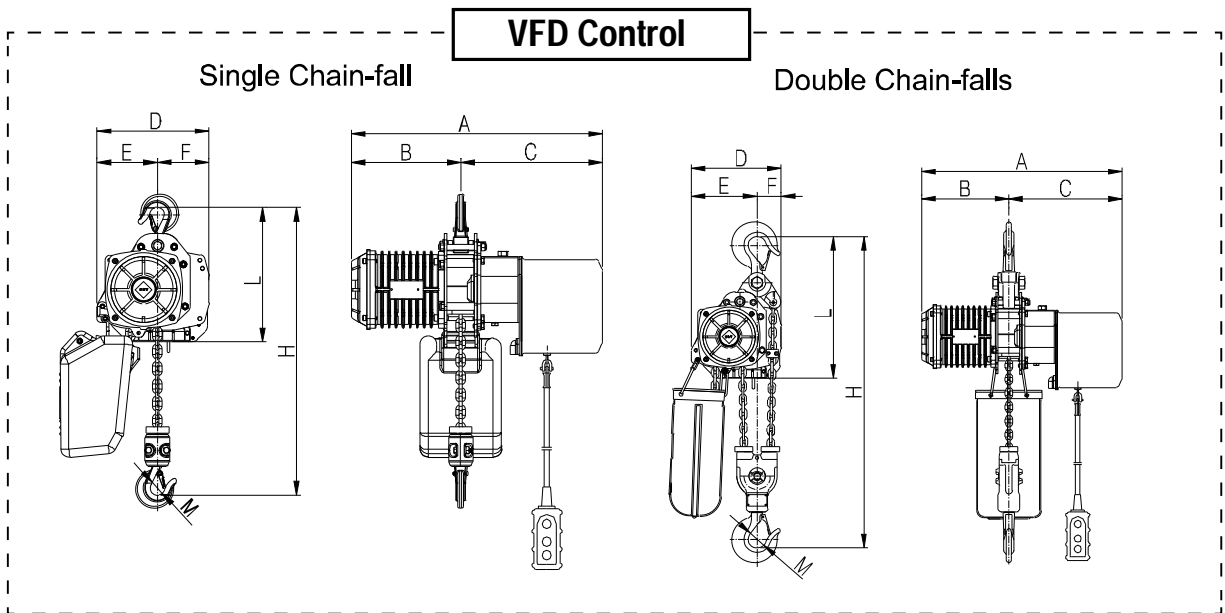 VFD Control
Single Chain-fall
Double Chain-falls
D
E F
L
H
M
A
B C
D
E F
L
H
M
A
B C